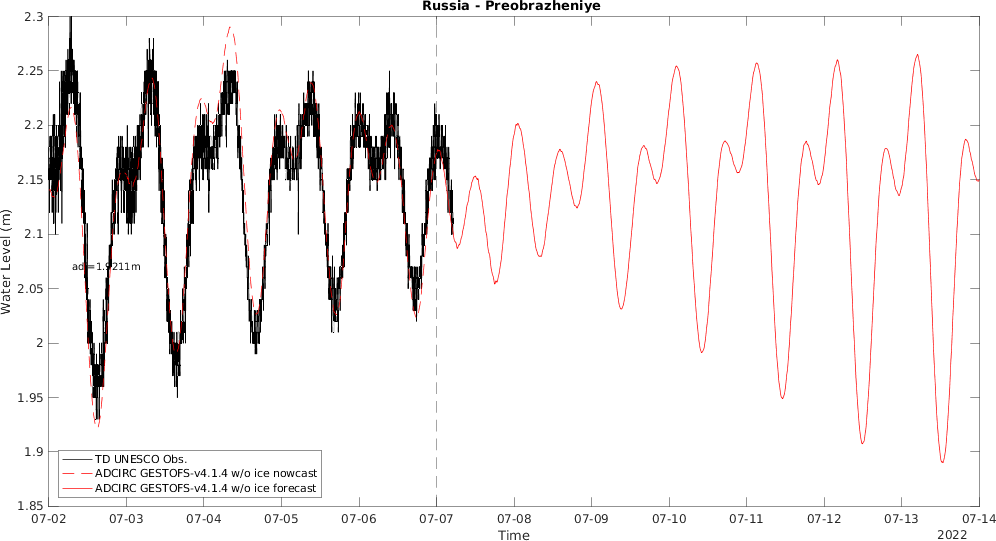 Russia - Preobrazheniye
2.3
2.25
2.2
2.15
2.1
2.05
2
1.95
1.9
1.85
Water Level (m)
=1.9211m
TD UNESCO Obs.
ADCIRC GESTOFS-v4.1.4 w/o ice nowcast
ADCIRC GESTOFS-v4.1.4 w/o ice forecast
07-02 07-03 07-04 07-05 07-06 07-07 07-08 07-09 07-10 07-11 07-12 07-13 07-14
Time
2022